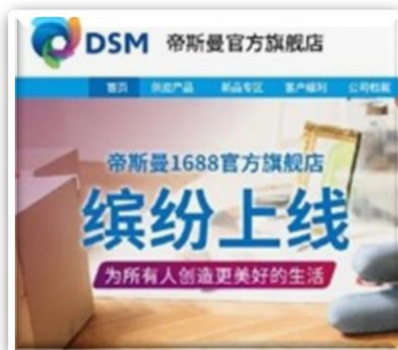 DSM 帝斯曼官方旗舰店
首页 供应产品 新品专区 客户福利 公司档案
帝斯曼1688官方旗舰店
缤纷上线
为所有人创造更美好的生活